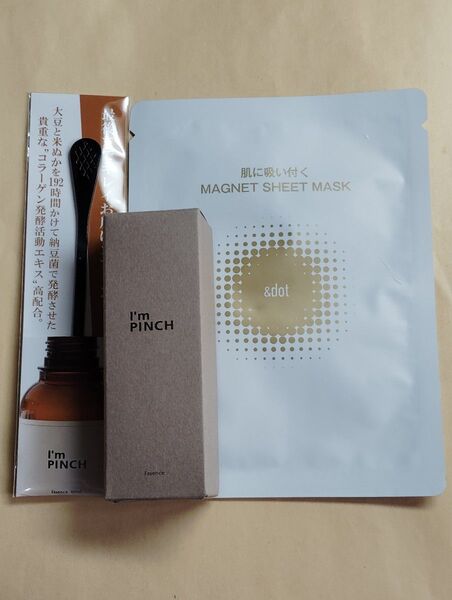 大豆と米ぬかを192時間かけて納豆菌で発酵させた
貴重な"コラーゲン発酵活動エキス"高配合。
I'm
PINCH
I'm
PINCH
Essence
肌に吸い付く
MAGNET SHEET MASK
&dot